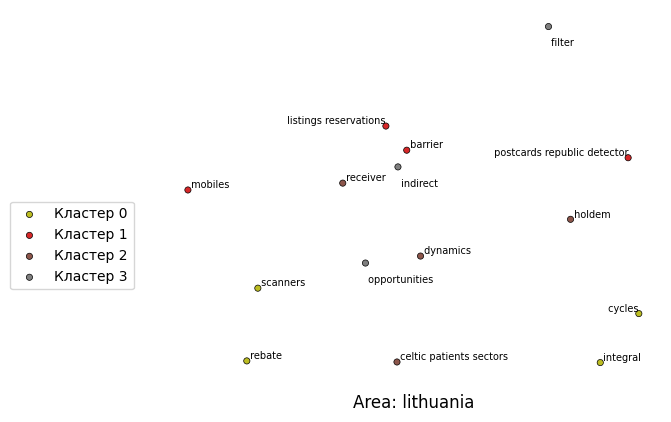 filter
listings reservations
barrier
postcards republic detector
indirect
receiver
mobiles
holdem
Кластер 0
Кластер 1
Кластер 2
Кластер 3
dynamics
opportunities
scanners
cycles
rebate
celtic patients sectors
integral
Area: lithuania